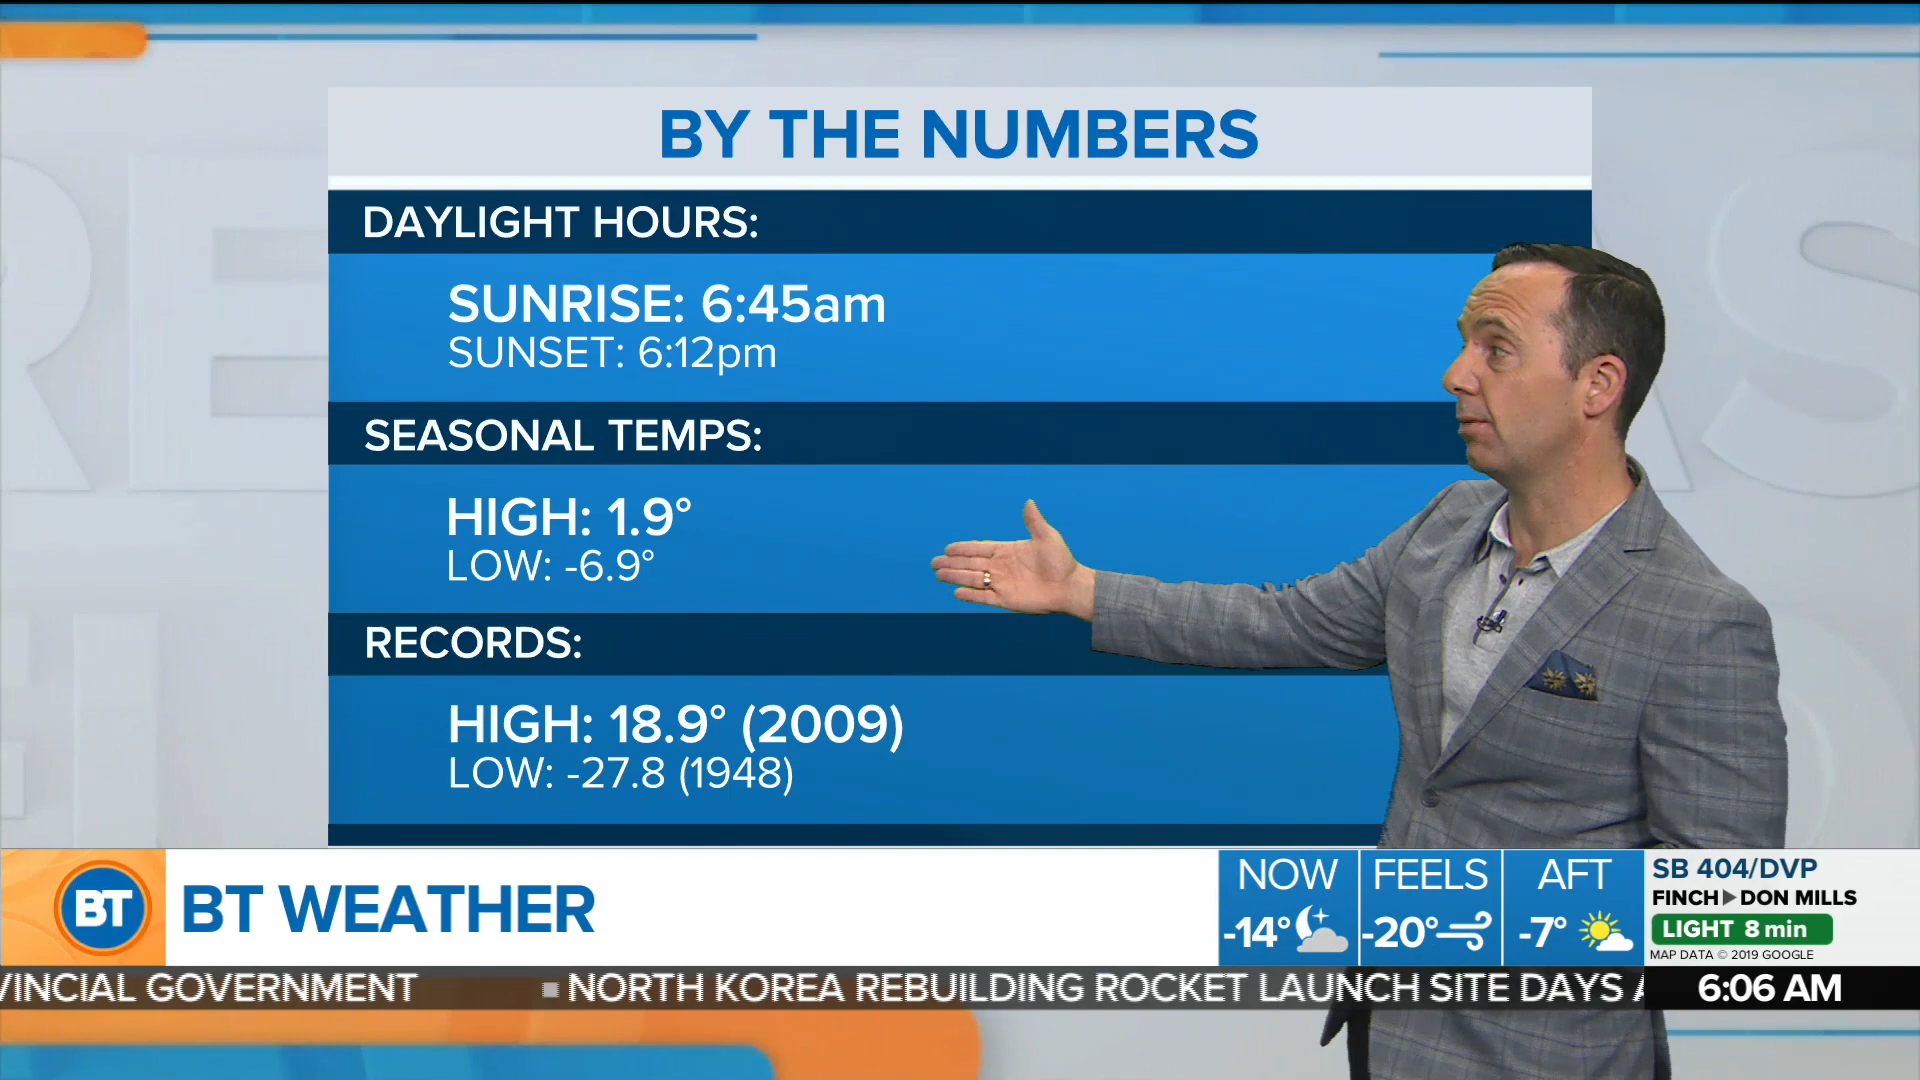 BY THE NUMBERS
DAYLIGHT HOURS:
SUNRISE: 6:45am
SUNSET: 6:12pm
SEASONAL TEMPS:
HIGH: 1.9°
LOW: -6.9°
RECORDS:
HIGH: 18.9° (2009)
LOW: -27.8 (1948)
BT
BT WEATHER
NOW
-14°
FEELS
-20°
AFT
-7°
SB 404/DVP
FINCH▶DON MILLS
LIGHT 8 min
MAP DATA © 2019 GOOGLE
VINCIAL GOVERNMENT ■ NORTH KOREA REBUILDING ROCKET LAUNCH SITE DAYS
6:06 AM